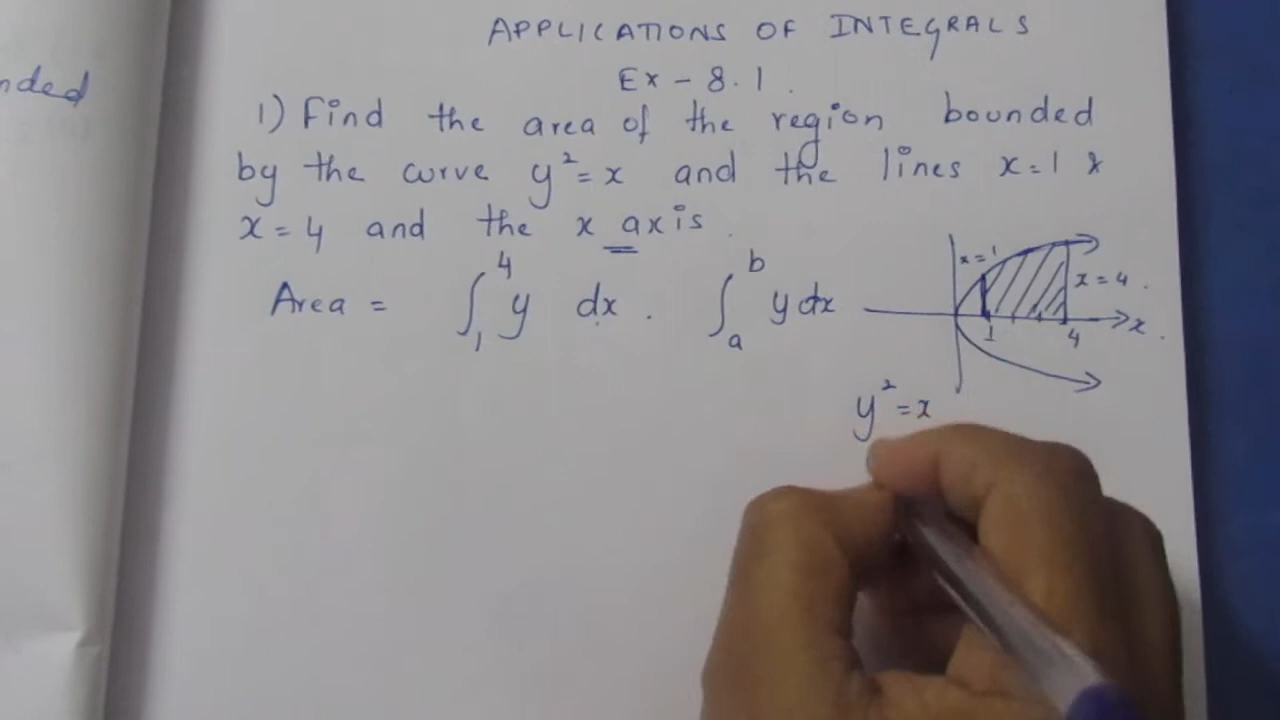 APPLICATIONS OF INTEGRALS
Ex - 8.1.
nded
1) Find the area of the region bounded
by the curve y² = x and the lines x = 1 &
x = 4 and the x axis.
Area = ∫₁⁴ y dx. ∫ₐᵇ y dx
x = 1
x = 4.
1
4
x.
y² = x